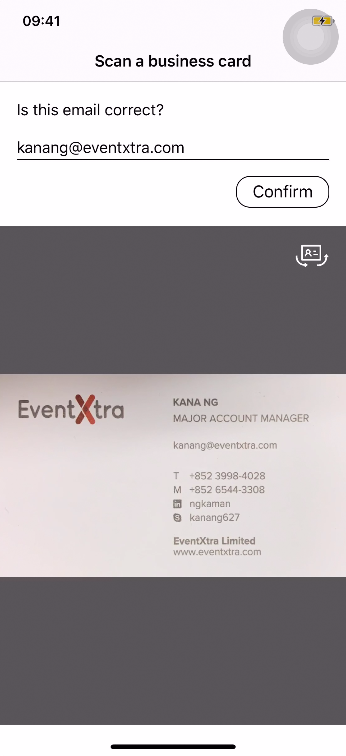 09:41
Scan a business card
Is this email correct?
kanang@eventxtra.com
Confirm
EventXtra
KANA NG
MAJOR ACCOUNT MANAGER
kanang@eventxtra.com
T +852 3998-4028
M +852 6544-3308
in ngkaman
S kanang627
EventXtra Limited
www.eventxtra.com